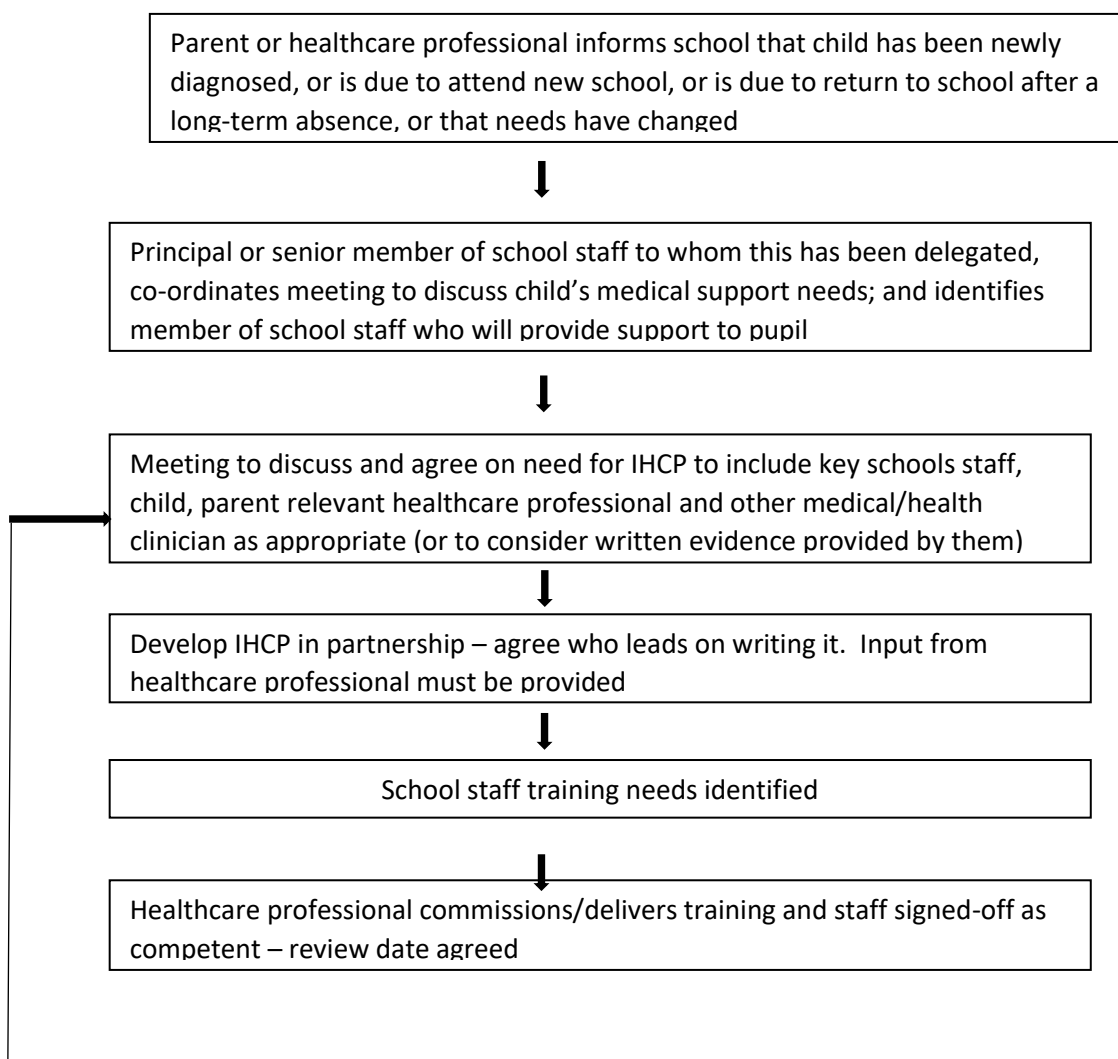 Parent or healthcare professional informs school that child has been newly
diagnosed, or is due to attend new school, or is due to return to school after a
long-term absence, or that needs have changed
Principal or senior member of school staff to whom this has been delegated,
co-ordinates meeting to discuss child’s medical support needs; and identifies
member of school staff who will provide support to pupil
Meeting to discuss and agree on need for IHCP to include key schools staff,
child, parent relevant healthcare professional and other medical/health
clinician as appropriate (or to consider written evidence provided by them)
Develop IHCP in partnership – agree who leads on writing it.  Input from
healthcare professional must be provided
School staff training needs identified
Healthcare professional commissions/delivers training and staff signed-off as
competent – review date agreed